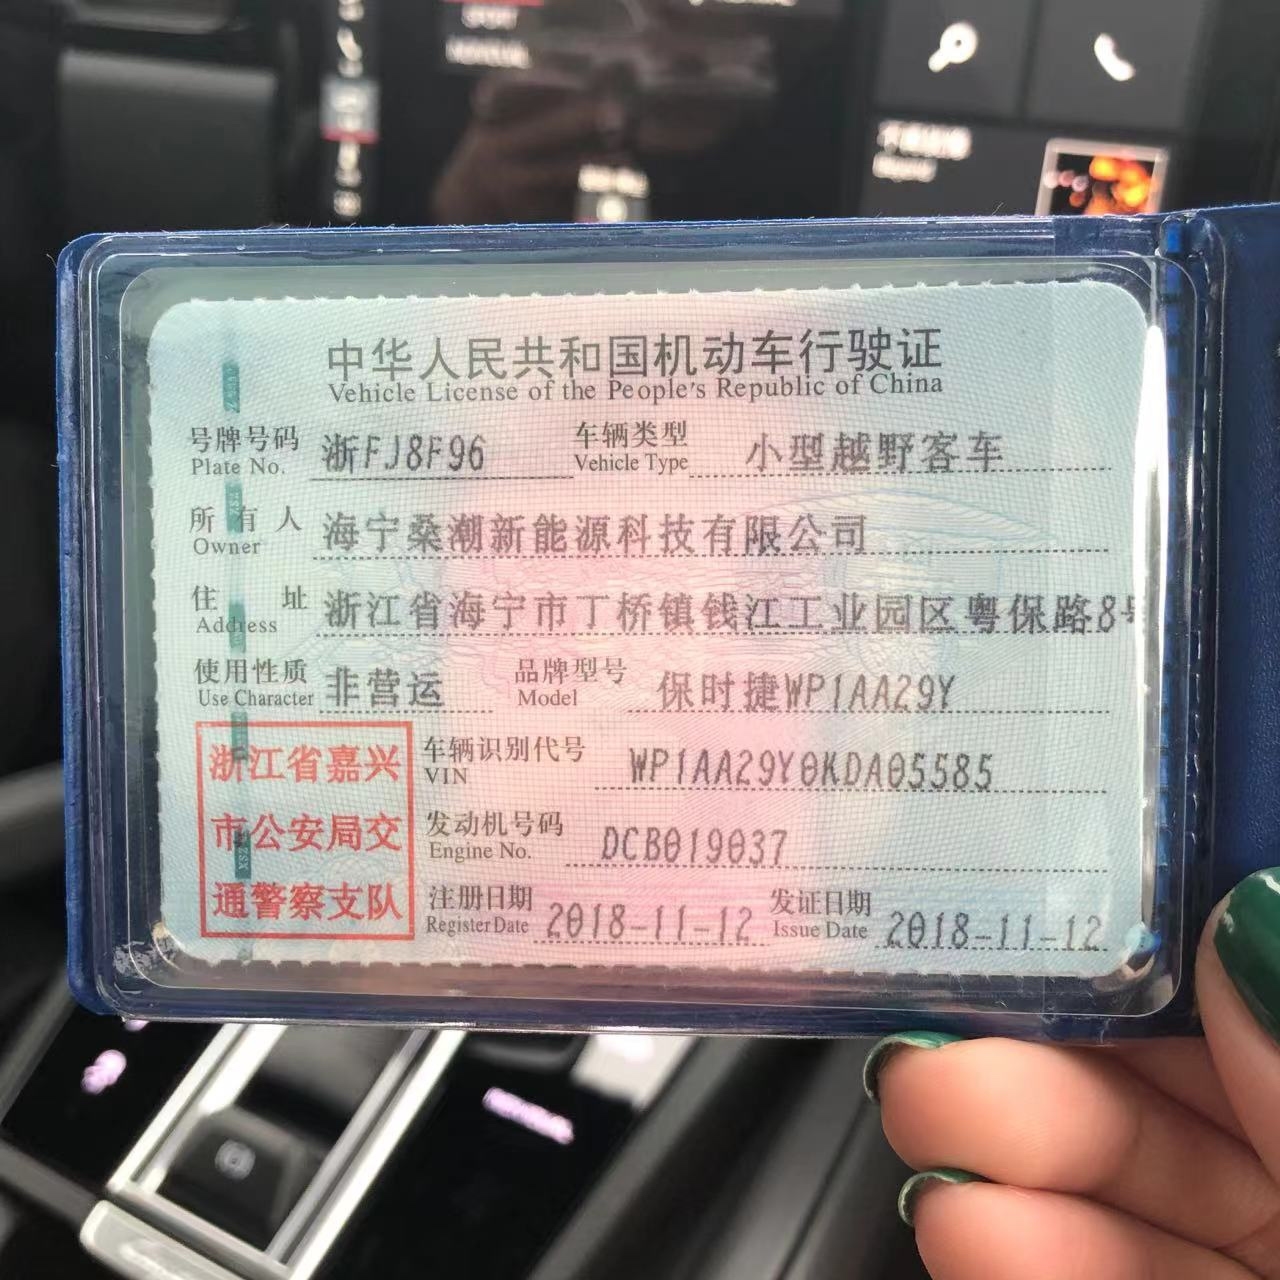 中华人民共和国机动车行驶证
Vehicle License of the People's Republic of China
号牌号码 浙FJ8F96 车辆类型 小型越野客车
Plate No. Vehicle Type
所有人 海宁桑潮新能源科技有限公司
Owner
住址 浙江省海宁市丁桥镇钱江工业园区粤保路8号
Address
使用性质 非营运 品牌型号 保时捷WP1AA29Y
Use Character Model
浙江省嘉兴
市公安局交
通警察支队
车辆识别代号 WP1AA29Y0KDA05585
VIN
发动机号码 DCB019037
Engine No.
注册日期 2018-11-12 发证日期 2018-11-12
Register Date Issue Date